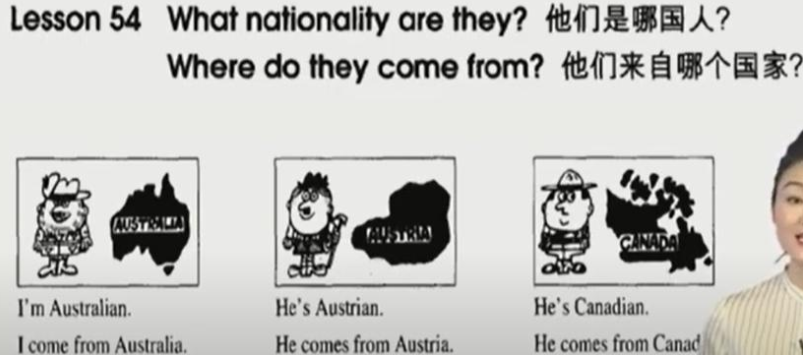 Lesson 54 What nationality are they? 他们是哪国人?
Where do they come from? 他们来自哪个国家?
AUSTRALIA
AUSTRIA
CANADA
I'm Australian.
He's Austrian.
He's Canadian.
I come from Australia.
He comes from Austria.
He comes from Canad